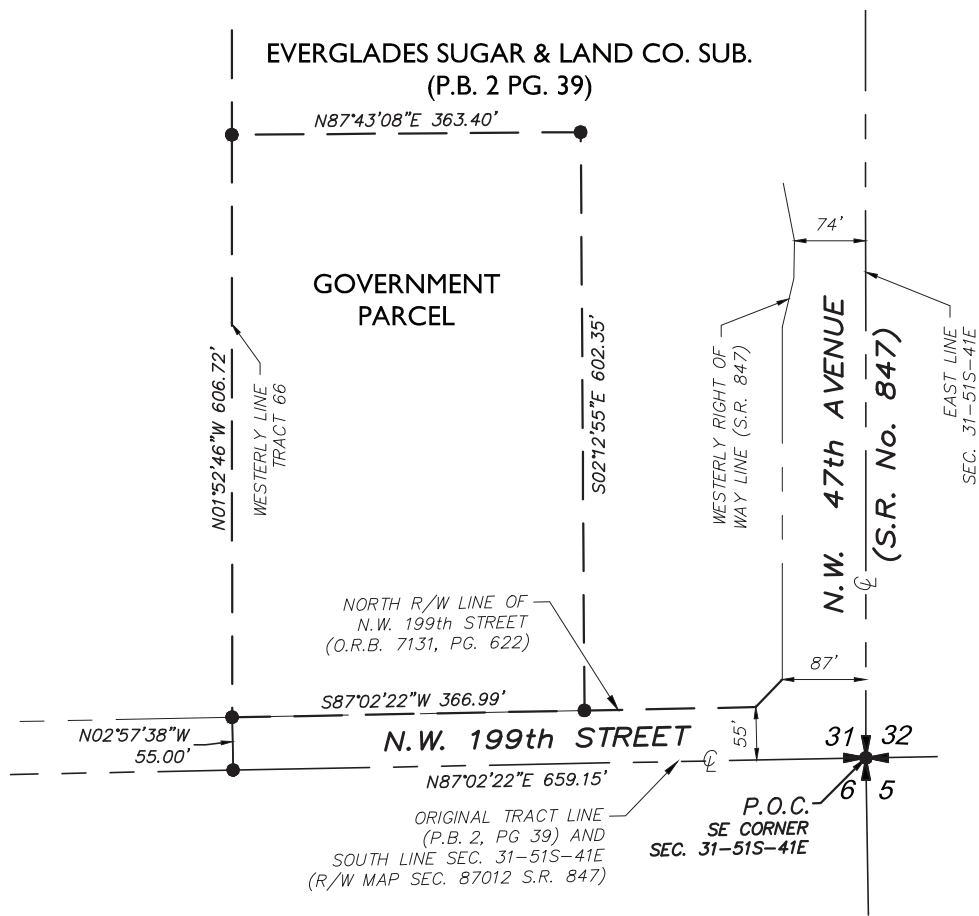 EVERGLADES SUGAR & LAND CO. SUB.
(P.B. 2 PG. 39)
N87°43'08"E 363.40'
74'
GOVERNMENT
PARCEL
N01°52'46"W 606.72'
WESTERLY LINE
TRACT 66
S02°12'55"E 602.35'
WESTERLY RIGHT OF
WAY LINE (S.R. 847)
N.W. 47th AVENUE
(S.R. No. 847)
EAST LINE
SEC. 31-51S-41E
CL
NORTH R/W LINE OF
N.W. 199th STREET
(O.R.B. 7131, PG. 622)
87'
S87°02'22"W 366.99'
N02°57'38"W
55.00'
N.W. 199th STREET
55'
31 32
6 5
CL
N87°02'22"E 659.15'
ORIGINAL TRACT LINE
(P.B. 2, PG 39) AND
SOUTH LINE SEC. 31-51S-41E
(R/W MAP SEC. 87012 S.R. 847)
P.O.C.
SE CORNER
SEC. 31-51S-41E